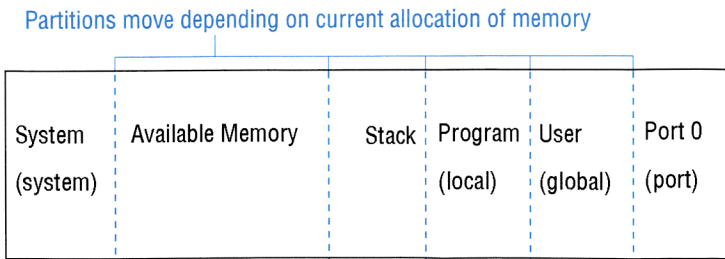 Partitions move depending on current allocation of memory
System
(system)
Available Memory
Stack
Program
(local)
User
(global)
Port 0
(port)